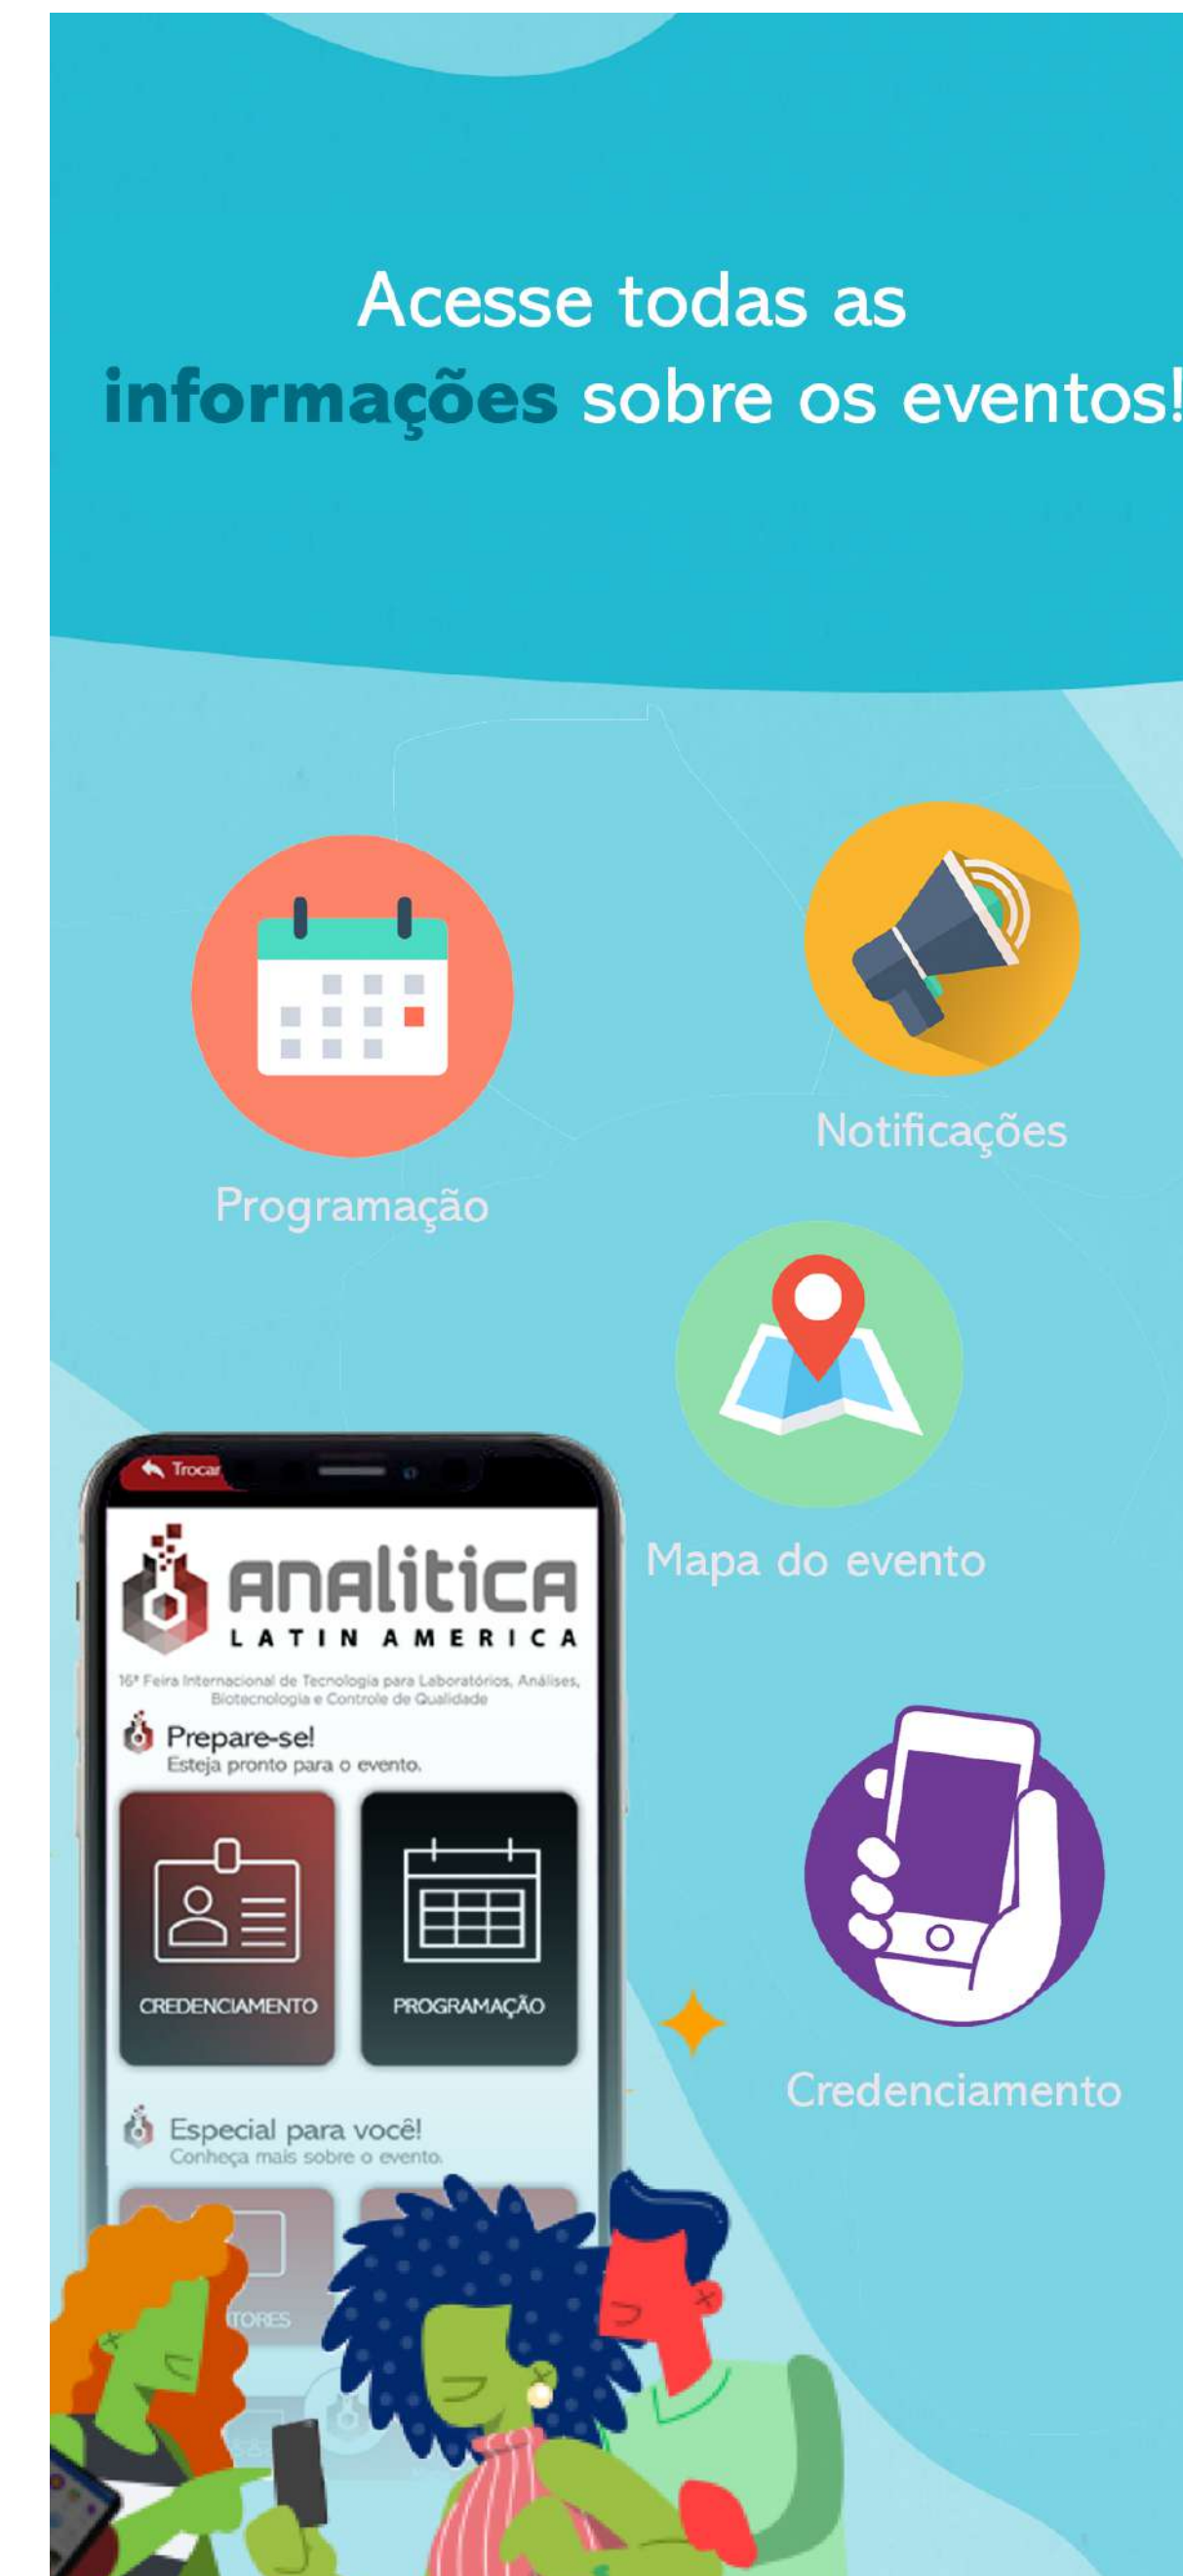 Acesse todas as
informações sobre os eventos!
Notificações
Programação
Mapa do evento
Trocar
analitica
LATIN AMERICA
16ª Feira Internacional de Tecnologia para Laboratórios, Análises,
Biotecnologia e Controle de Qualidade
Prepare-se!
Esteja pronto para o evento.
CREDENCIAMENTO
PROGRAMAÇÃO
Credenciamento
Especial para você!
Conheça mais sobre o evento.